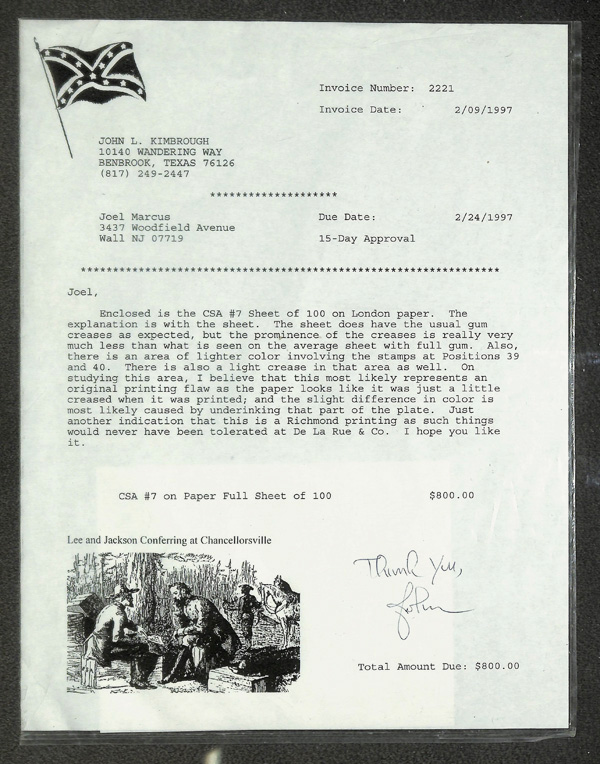 Invoice Number: 2221
Invoice Date: 2/09/1997
JOHN L. KIMBROUGH
10140 WANDERING WAY
BENBROOK, TEXAS 76126
(817) 249-2447
********************
Joel Marcus Due Date: 2/24/1997
3437 Woodfield Avenue
Wall NJ 07719 15-Day Approval
******************************************************************
Joel,
Enclosed is the CSA #7 Sheet of 100 on London paper. The
explanation is with the sheet. The sheet does have the usual gum
creases as expected, but the prominence of the creases is really very
much less than what is seen on the average sheet with full gum. Also,
there is an area of lighter color involving the stamps at Positions 39
and 40. There is also a light crease in that area as well. On
studying this area, I believe that this most likely represents an
original printing flaw as the paper looks like it was just a little
creased when it was printed; and the slight difference in color is
most likely caused by underinking that part of the plate. Just
another indication that this is a Richmond printing as such things
would never have been tolerated at De La Rue & Co. I hope you like
it.
CSA #7 on Paper Full Sheet of 100 $800.00
Lee and Jackson Conferring at Chancellorsville
Thank You,
John
Total Amount Due: $800.00